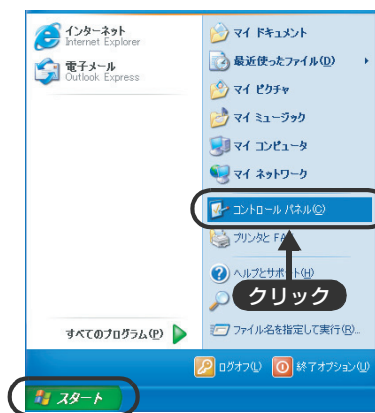 インターネット
Internet Explorer
電子メール
Outlook Express
すべてのプログラム(P)
マイ ドキュメント
最近使ったファイル(D)
マイ ピクチャ
マイ ミュージック
マイ コンピュータ
マイ ネットワーク
コントロール パネル(C)
プリンタと FA
ヘルプとサポート(H)
クリック
ファイル名を指定して実行(R)...
ログオフ(L)
終了オプション(U)
スタート